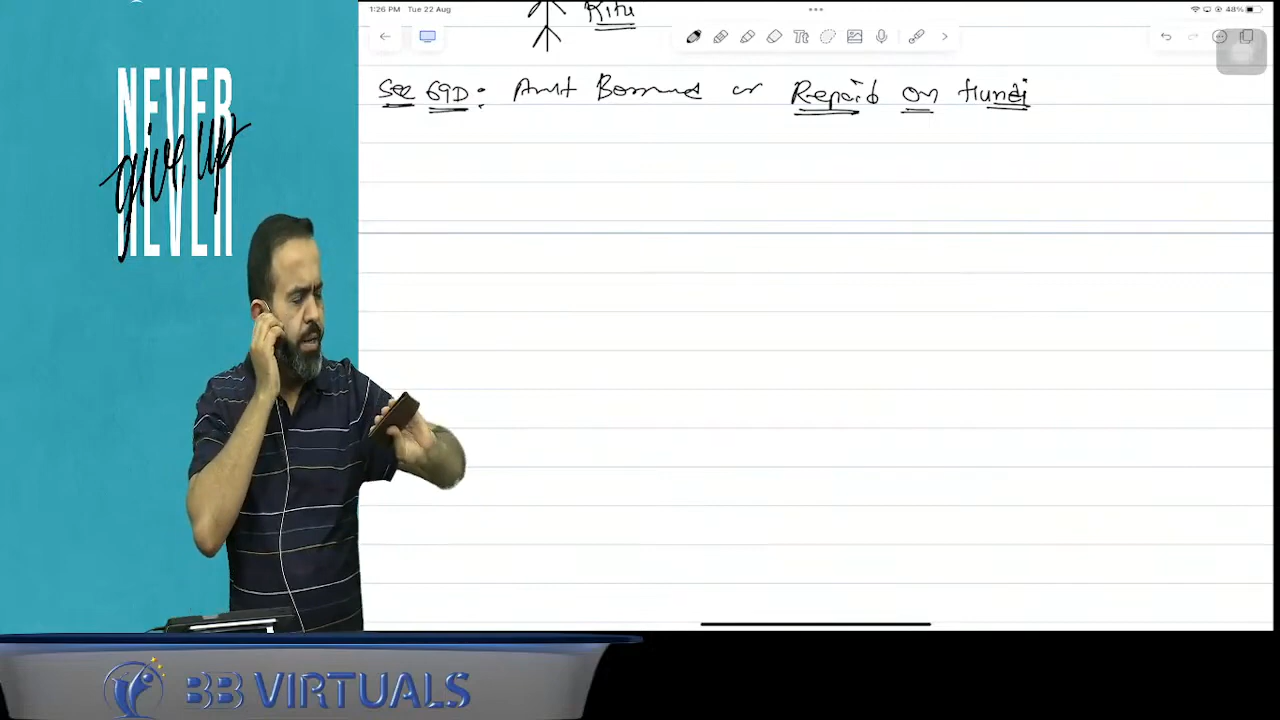 Ritu
1:26 PM Tue 22 Aug
48%
Sec 69D: Amt Borrowed or Repaid on Hundi
NEVER
give up
NEVER
BB VIRTUALS